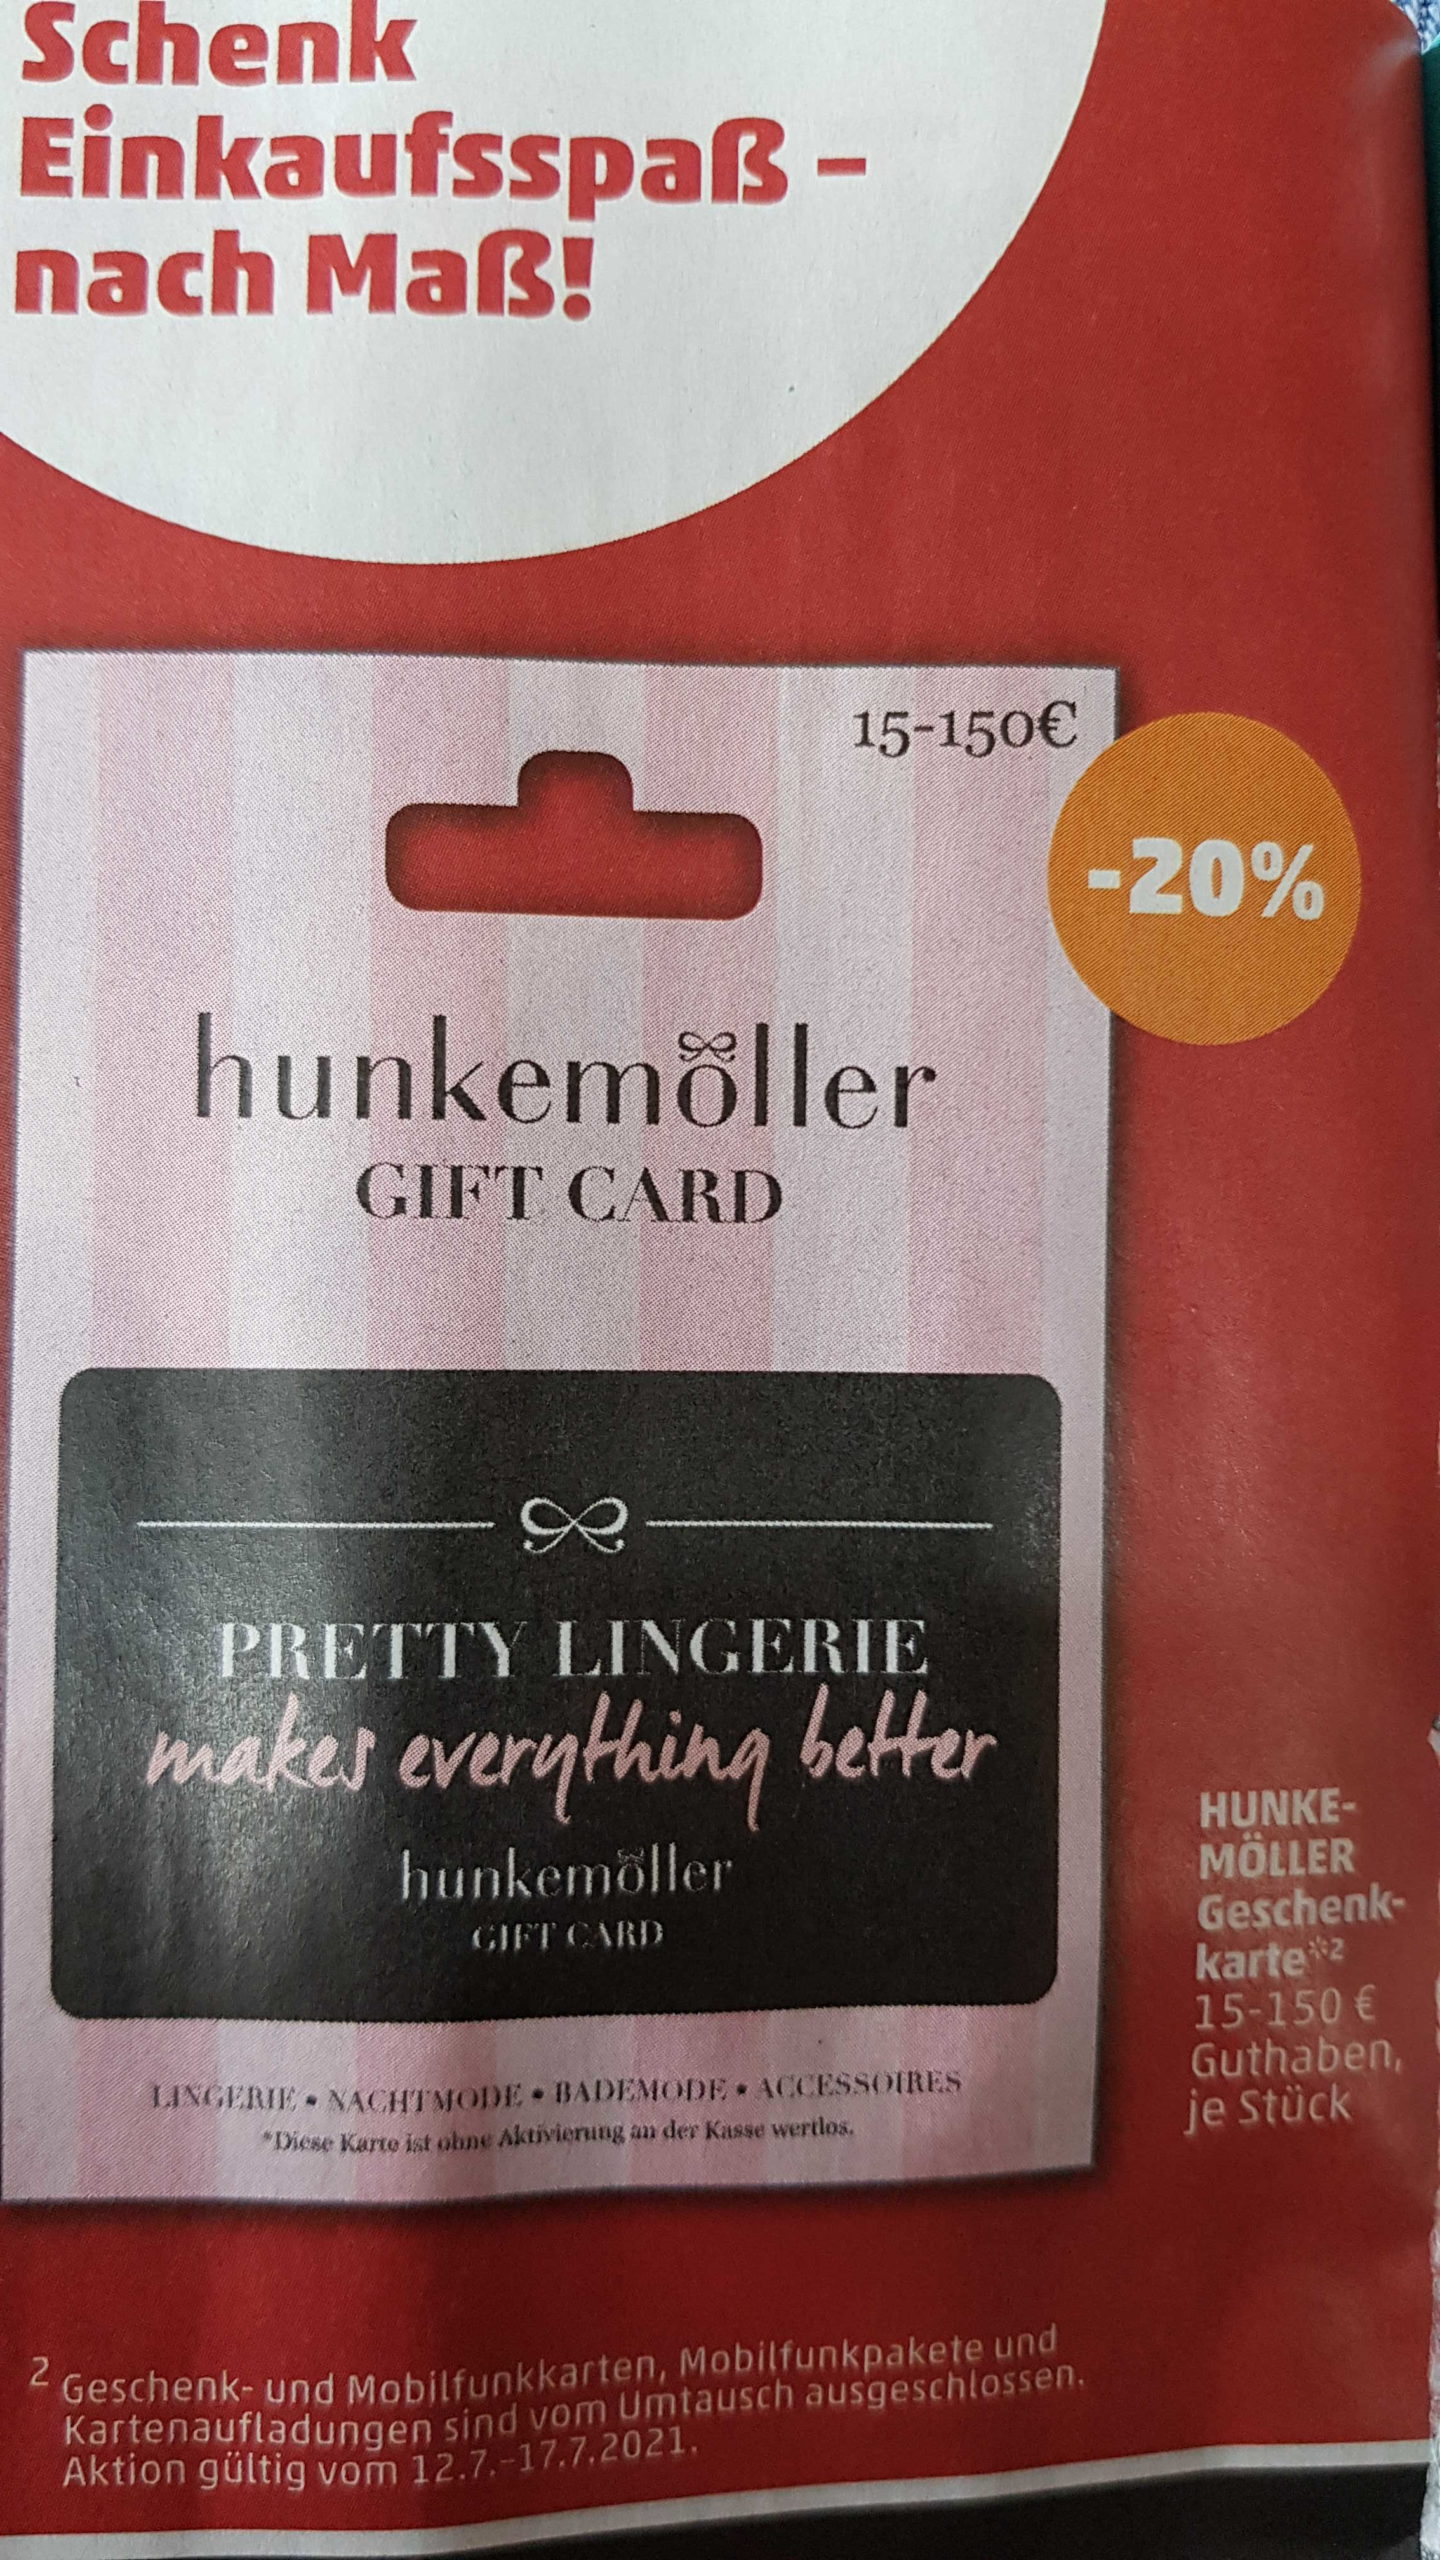 Schenk
Einkaufsspaß –
nach Maß!
15-150€
-20%
hunkemöller
GIFT CARD
PRETTY LINGERIE
makes everything better
hunkemöller
GIFT CARD
LINGERIE • NACHTMODE • BADEMODE • ACCESSOIRES
*Diese Karte ist ohne Aktivierung an der Kasse wertlos.
HUNKE-
MÖLLER
Geschenk-
karte*²
15-150 €
Guthaben,
je Stück
² Geschenk- und Mobilfunkkarten, Mobilfunkpakete und
Kartenaufladungen sind vom Umtausch ausgeschlossen.
Aktion gültig vom 12.7.-17.7.2021.